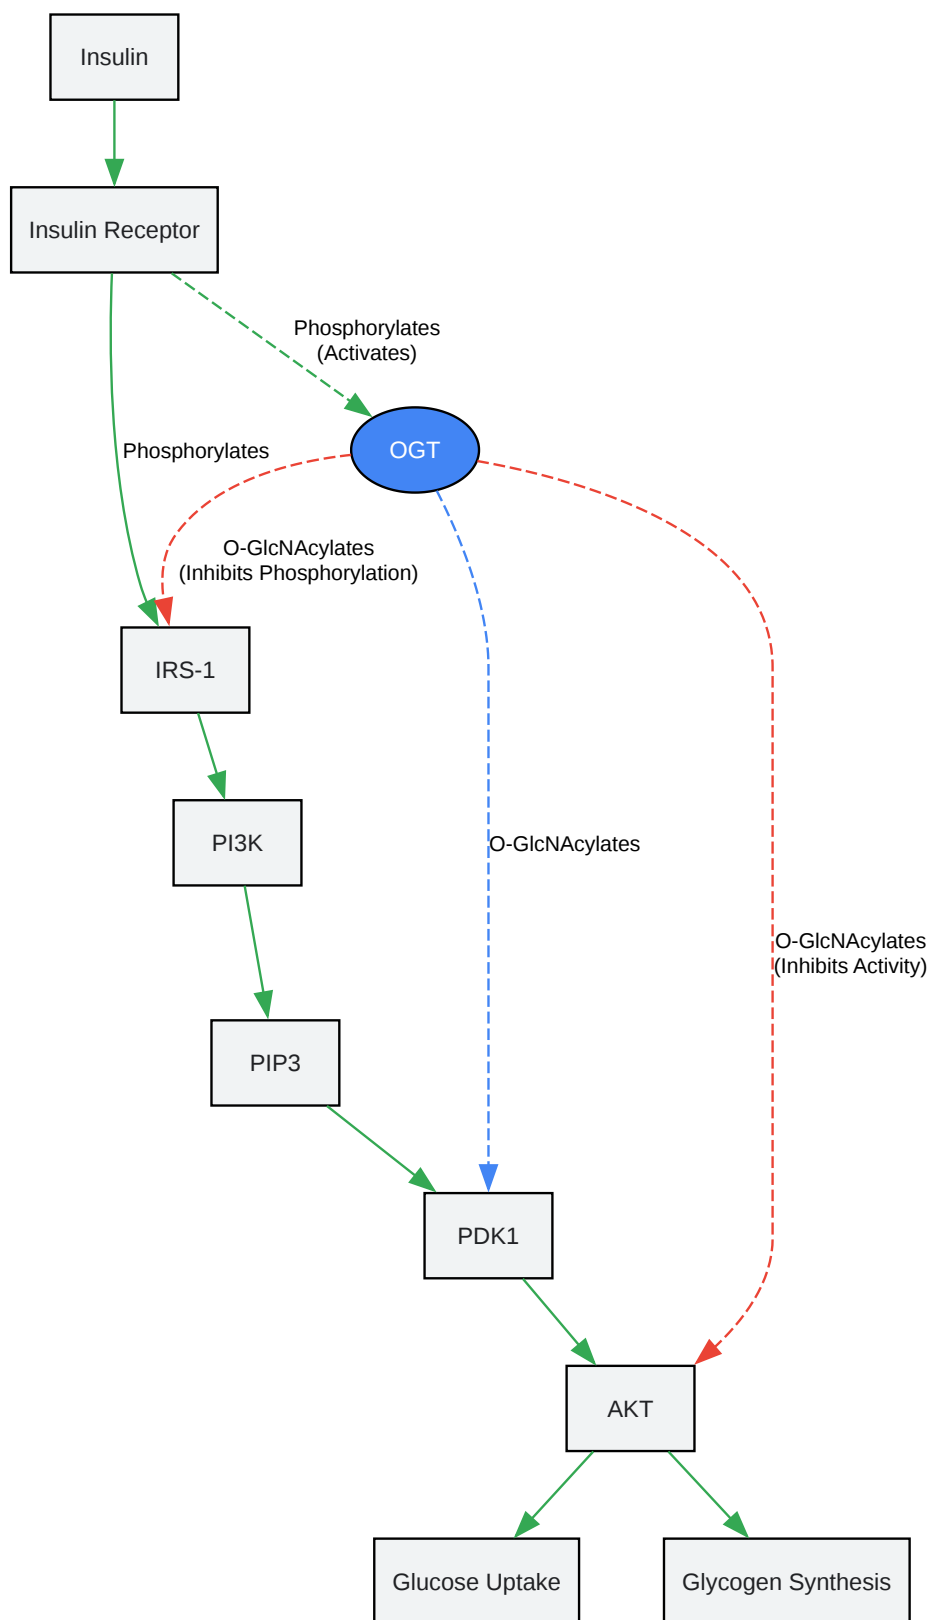 Insulin
Insulin Receptor
Phosphorylates
(Activates)
OGT
Phosphorylates
O-GlcNAcylates
(Inhibits Phosphorylation)
IRS-1
PI3K
O-GlcNAcylates
O-GlcNAcylates
(Inhibits Activity)
PIP3
PDK1
AKT
Glucose Uptake
Glycogen Synthesis